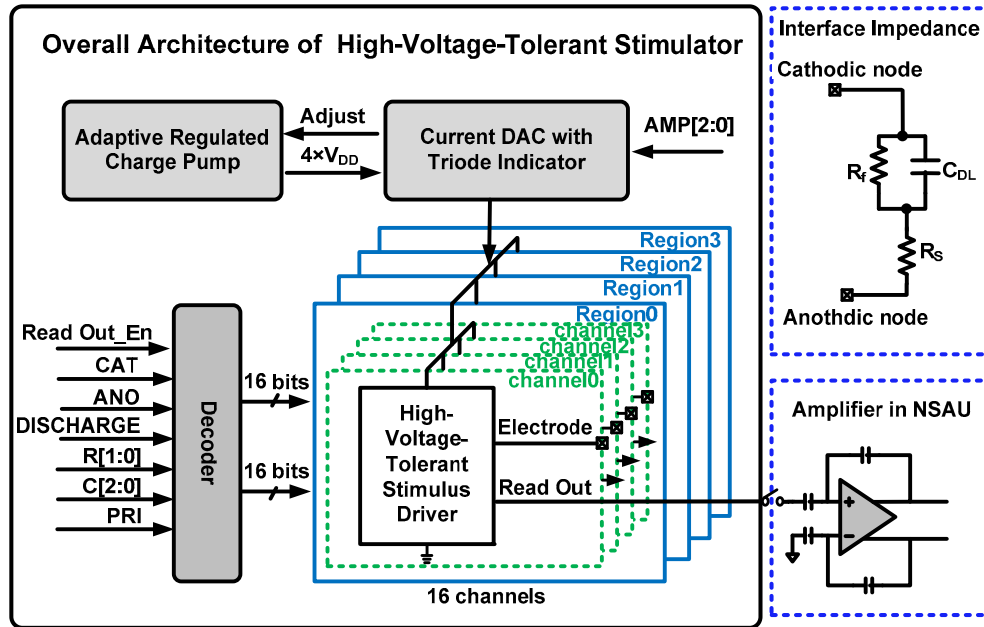 Overall Architecture of High-Voltage-Tolerant Stimulator
Adaptive Regulated
Charge Pump
Adjust
4×VDD
Current DAC with
Triode Indicator
AMP[2:0]
Region3
Region2
Region1
Region0
channel3
channel2
channel1
channel0
Read Out_En
CAT
ANO
DISCHARGE
R[1:0]
C[2:0]
PRI
Decoder
16 bits
16 bits
High-
Voltage-
Tolerant
Stimulus
Driver
Electrode
Read Out
16 channels
Interface Impedance
Cathodic node
Rf
CDL
RS
Anothdic node
Amplifier in NSAU
+
−